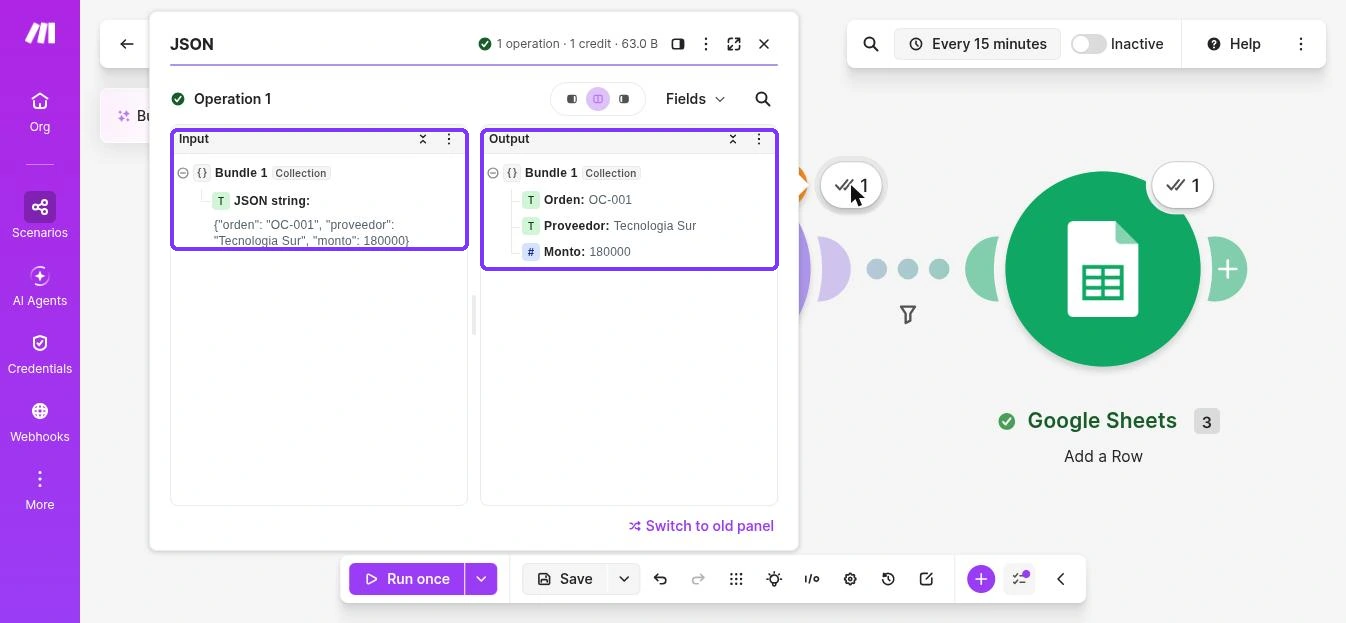 JSON
1 operation · 1 credit · 63.0 B
Every 15 minutes
Inactive
Help
Org
Scenarios
AI Agents
Credentials
Webhooks
More
Bu
Operation 1
Fields
Input
{ } Bundle 1 Collection
T JSON string:
{"orden": "OC-001", "proveedor":
"Tecnologia Sur", "monto": 180000}
Output
{ } Bundle 1 Collection
T Orden: OC-001
T Proveedor: Tecnologia Sur
# Monto: 180000
Switch to old panel
1
1
Google Sheets 3
Add a Row
Run once
Save